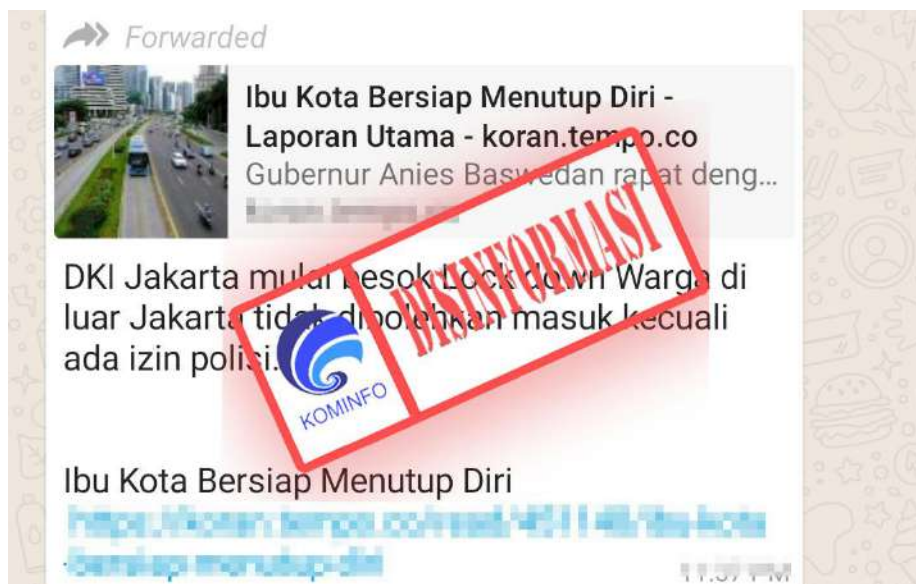 Forwarded
Ibu Kota Bersiap Menutup Diri -
Laporan Utama - koran.tempo.co
Gubernur Anies Baswedan rapat deng...
DKI Jakarta mulai besok Lock down Warga di
luar Jakarta tidak dibolehkan masuk kecuali
ada izin polisi.
DISINFORMASI
KOMINFO
Ibu Kota Bersiap Menutup Diri